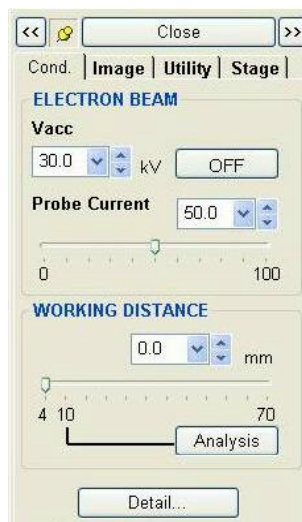 << Close >>
Cond. Image Utility Stage
ELECTRON BEAM
Vacc
30.0 kV OFF
Probe Current 50.0
0 100
WORKING DISTANCE
0.0 mm
4 10 70
Analysis
Detail...